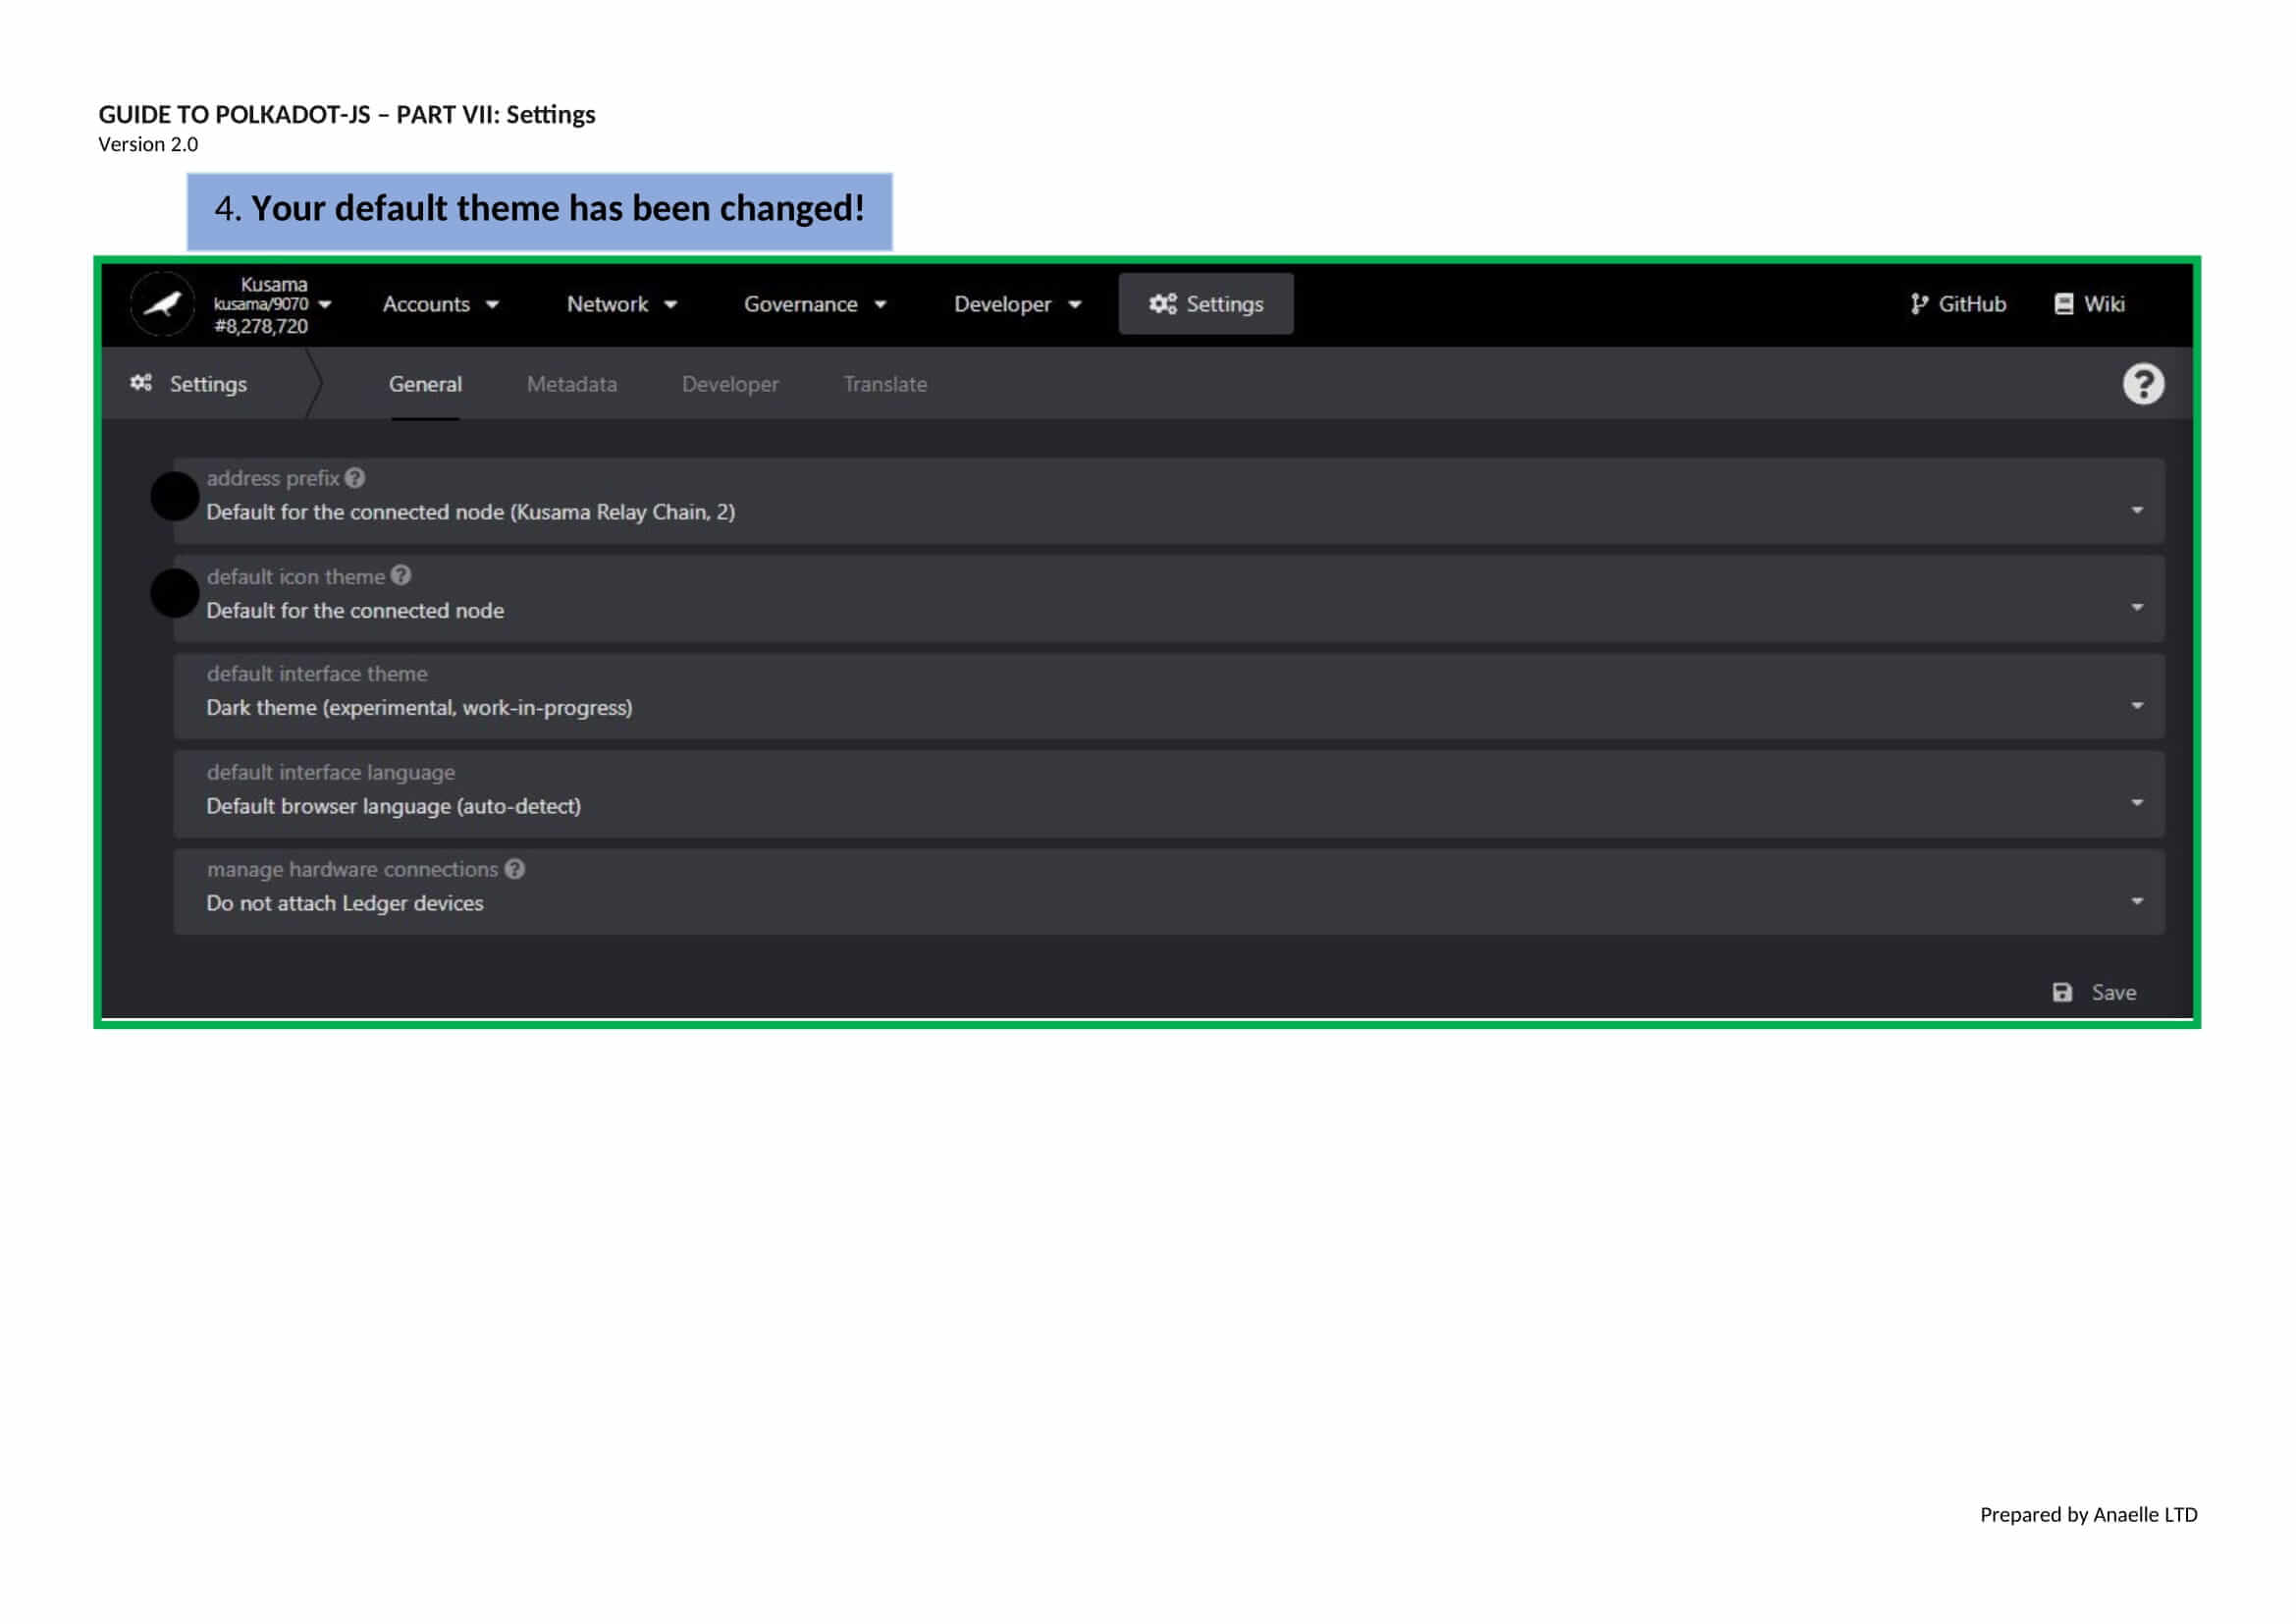 GUIDE TO POLKADOT-JS – PART VII: Settings
Version 2.0
4. Your default theme has been changed!
Kusama
kusama/9070
#8,278,720
Accounts
Network
Governance
Developer
Settings
GitHub
Wiki
Settings
General
Metadata
Developer
Translate
address prefix
Default for the connected node (Kusama Relay Chain, 2)
default icon theme
Default for the connected node
default interface theme
Dark theme (experimental, work-in-progress)
default interface language
Default browser language (auto-detect)
manage hardware connections
Do not attach Ledger devices
Save
Prepared by Anaelle LTD